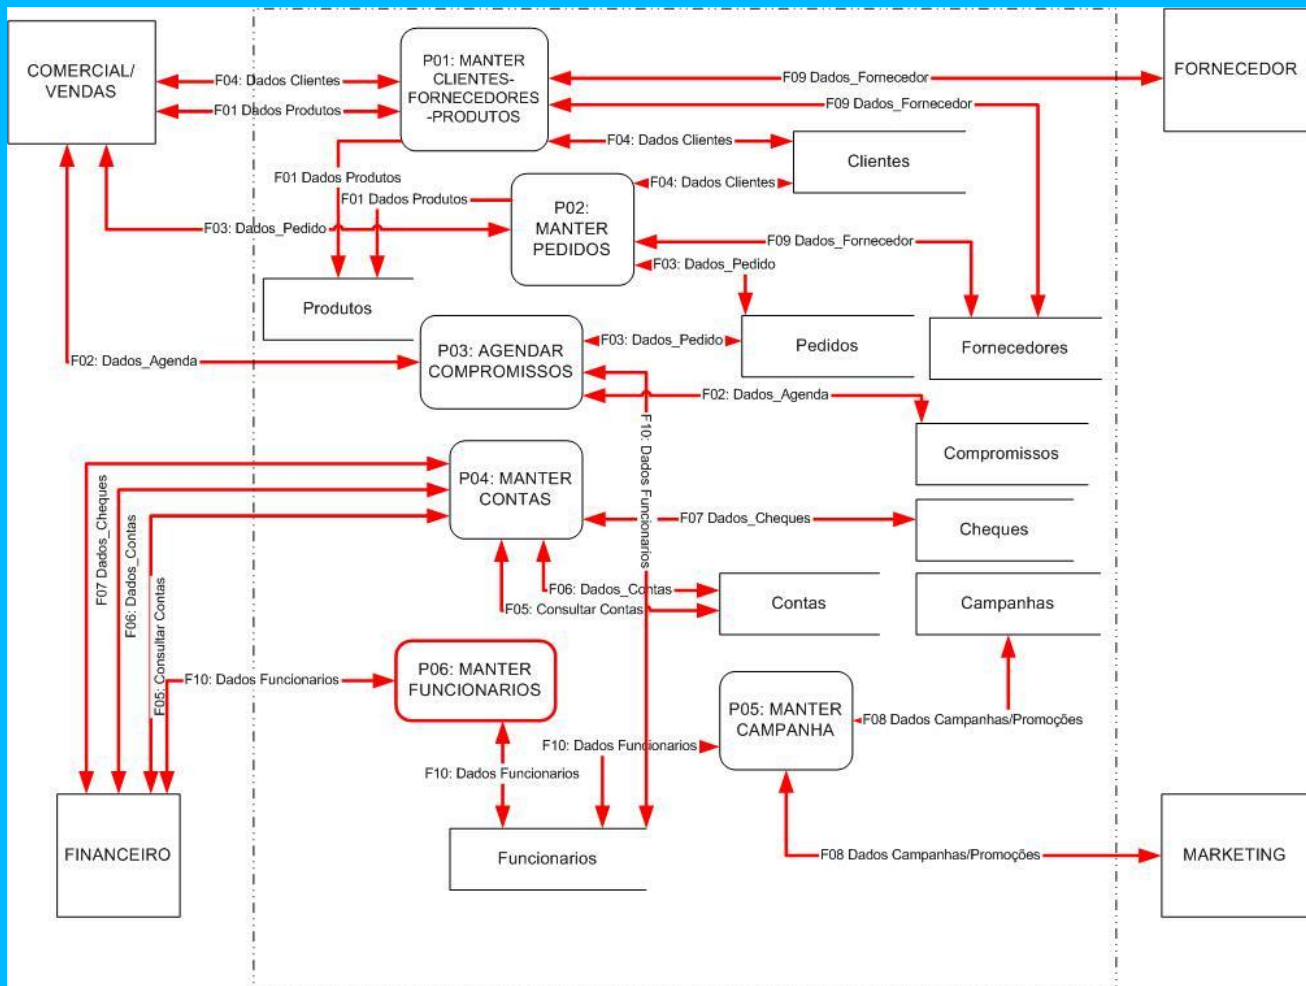 COMERCIAL/
VENDAS
P01: MANTER
CLIENTES-
FORNECEDORES
-PRODUTOS
FORNECEDOR
F04: Dados Clientes
F09 Dados_Fornecedor
F01 Dados Produtos
F09 Dados_Fornecedor
F04: Dados Clientes
Clientes
F01 Dados Produtos
F04: Dados Clientes
F01 Dados Produtos
P02:
MANTER
PEDIDOS
F03: Dados_Pedido
F09 Dados_Fornecedor
F03: Dados_Pedido
Produtos
P03: AGENDAR
COMPROMISSOS
F03: Dados_Pedido
Pedidos
Fornecedores
F02: Dados_Agenda
F02: Dados_Agenda
F10: Dados Funcionarios
Compromissos
P04: MANTER
CONTAS
F07 Dados_Cheques
F06: Dados_Contas
F05: Consultar Contas
F07 Dados_Cheques
Cheques
F06: Dados_Contas
F05: Consultar Contas
Contas
Campanhas
P06: MANTER
FUNCIONARIOS
F10: Dados Funcionarios
P05: MANTER
CAMPANHA
F08 Dados Campanhas/Promoções
F10: Dados Funcionarios
F10: Dados Funcionarios
FINANCEIRO
Funcionarios
F08 Dados Campanhas/Promoções
MARKETING